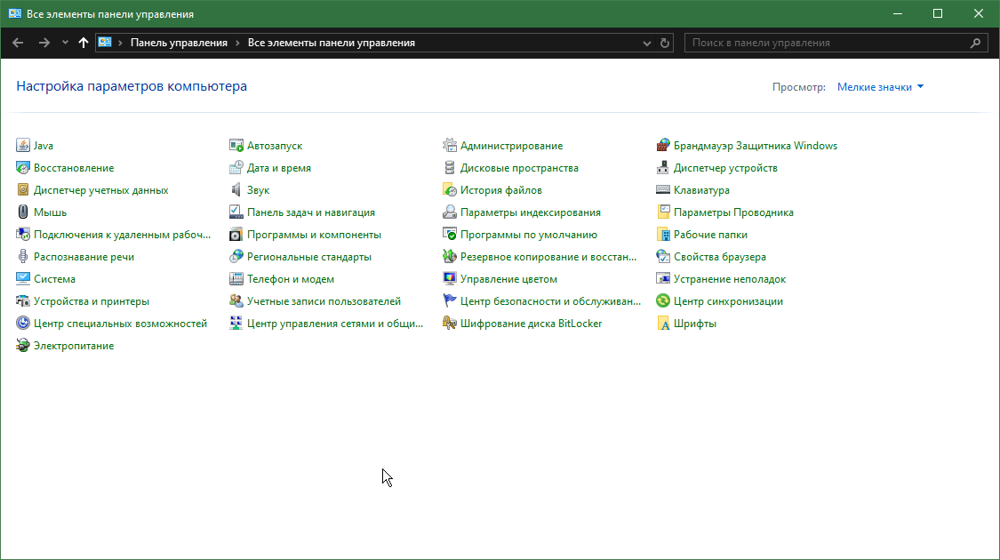 Все элементы панели управления
Панель управления › Все элементы панели управления
Поиск в панели управления
Настройка параметров компьютера
Просмотр: Мелкие значки
Java Автозапуск Администрирование Брандмауэр Защитника Windows
Восстановление Дата и время Дисковые пространства Диспетчер устройств
Диспетчер учетных данных Звук История файлов Клавиатура
Мышь Панель задач и навигация Параметры индексирования Параметры Проводника
Подключения к удаленным рабоч... Программы и компоненты Программы по умолчанию Рабочие папки
Распознавание речи Региональные стандарты Резервное копирование и восстан... Свойства браузера
Система Телефон и модем Управление цветом Устранение неполадок
Устройства и принтеры Учетные записи пользователей Центр безопасности и обслуживан... Центр синхронизации
Центр специальных возможностей Центр управления сетями и общи... Шифрование диска BitLocker Шрифты
Электропитание